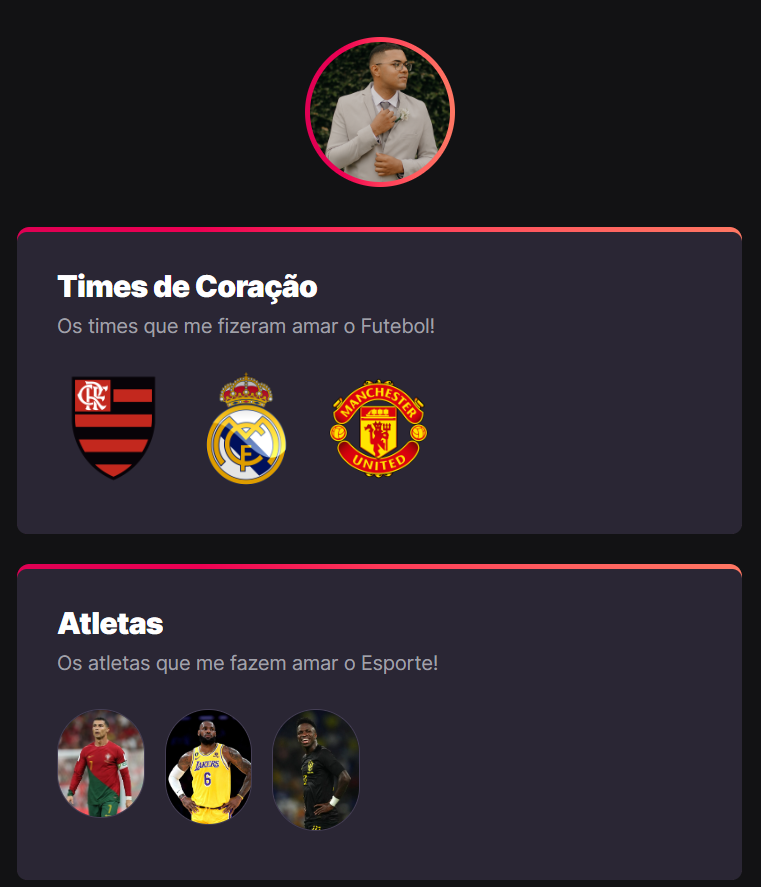 Times de Coração
Os times que me fizeram amar o Futebol!
CRF
MANCHESTER
UNITED
Atletas
Os atletas que me fazem amar o Esporte!
7
LAKERS
6